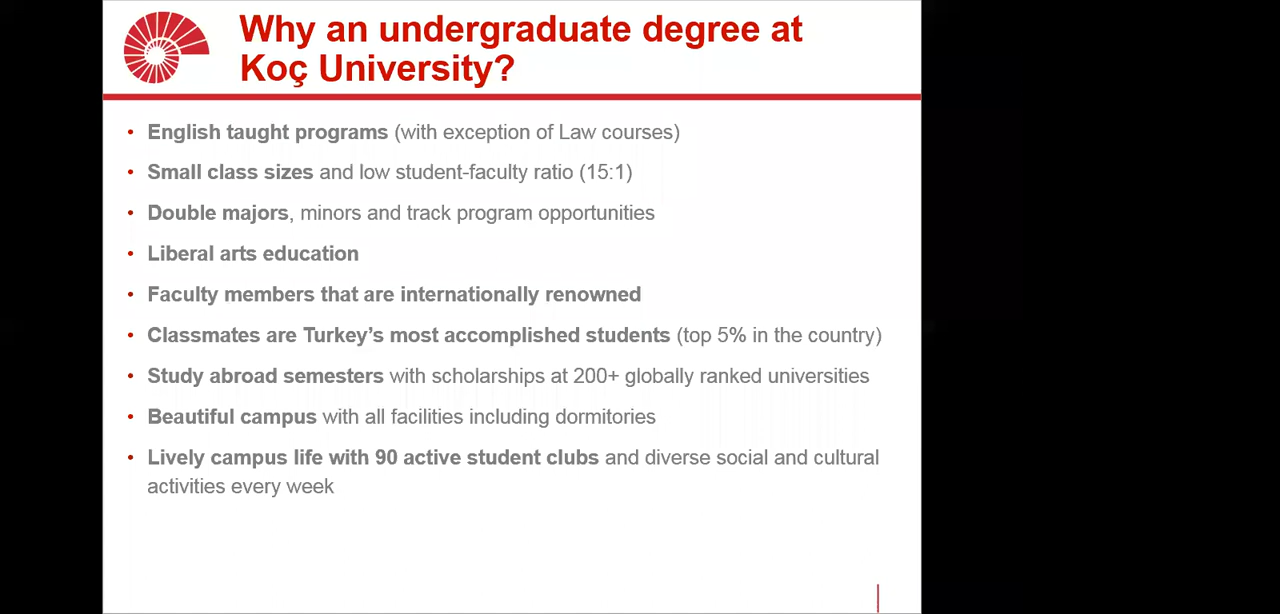 Why an undergraduate degree at
Koç University?
• English taught programs (with exception of Law courses)
• Small class sizes and low student-faculty ratio (15:1)
• Double majors, minors and track program opportunities
• Liberal arts education
• Faculty members that are internationally renowned
• Classmates are Turkey’s most accomplished students (top 5% in the country)
• Study abroad semesters with scholarships at 200+ globally ranked universities
• Beautiful campus with all facilities including dormitories
• Lively campus life with 90 active student clubs and diverse social and cultural
activities every week